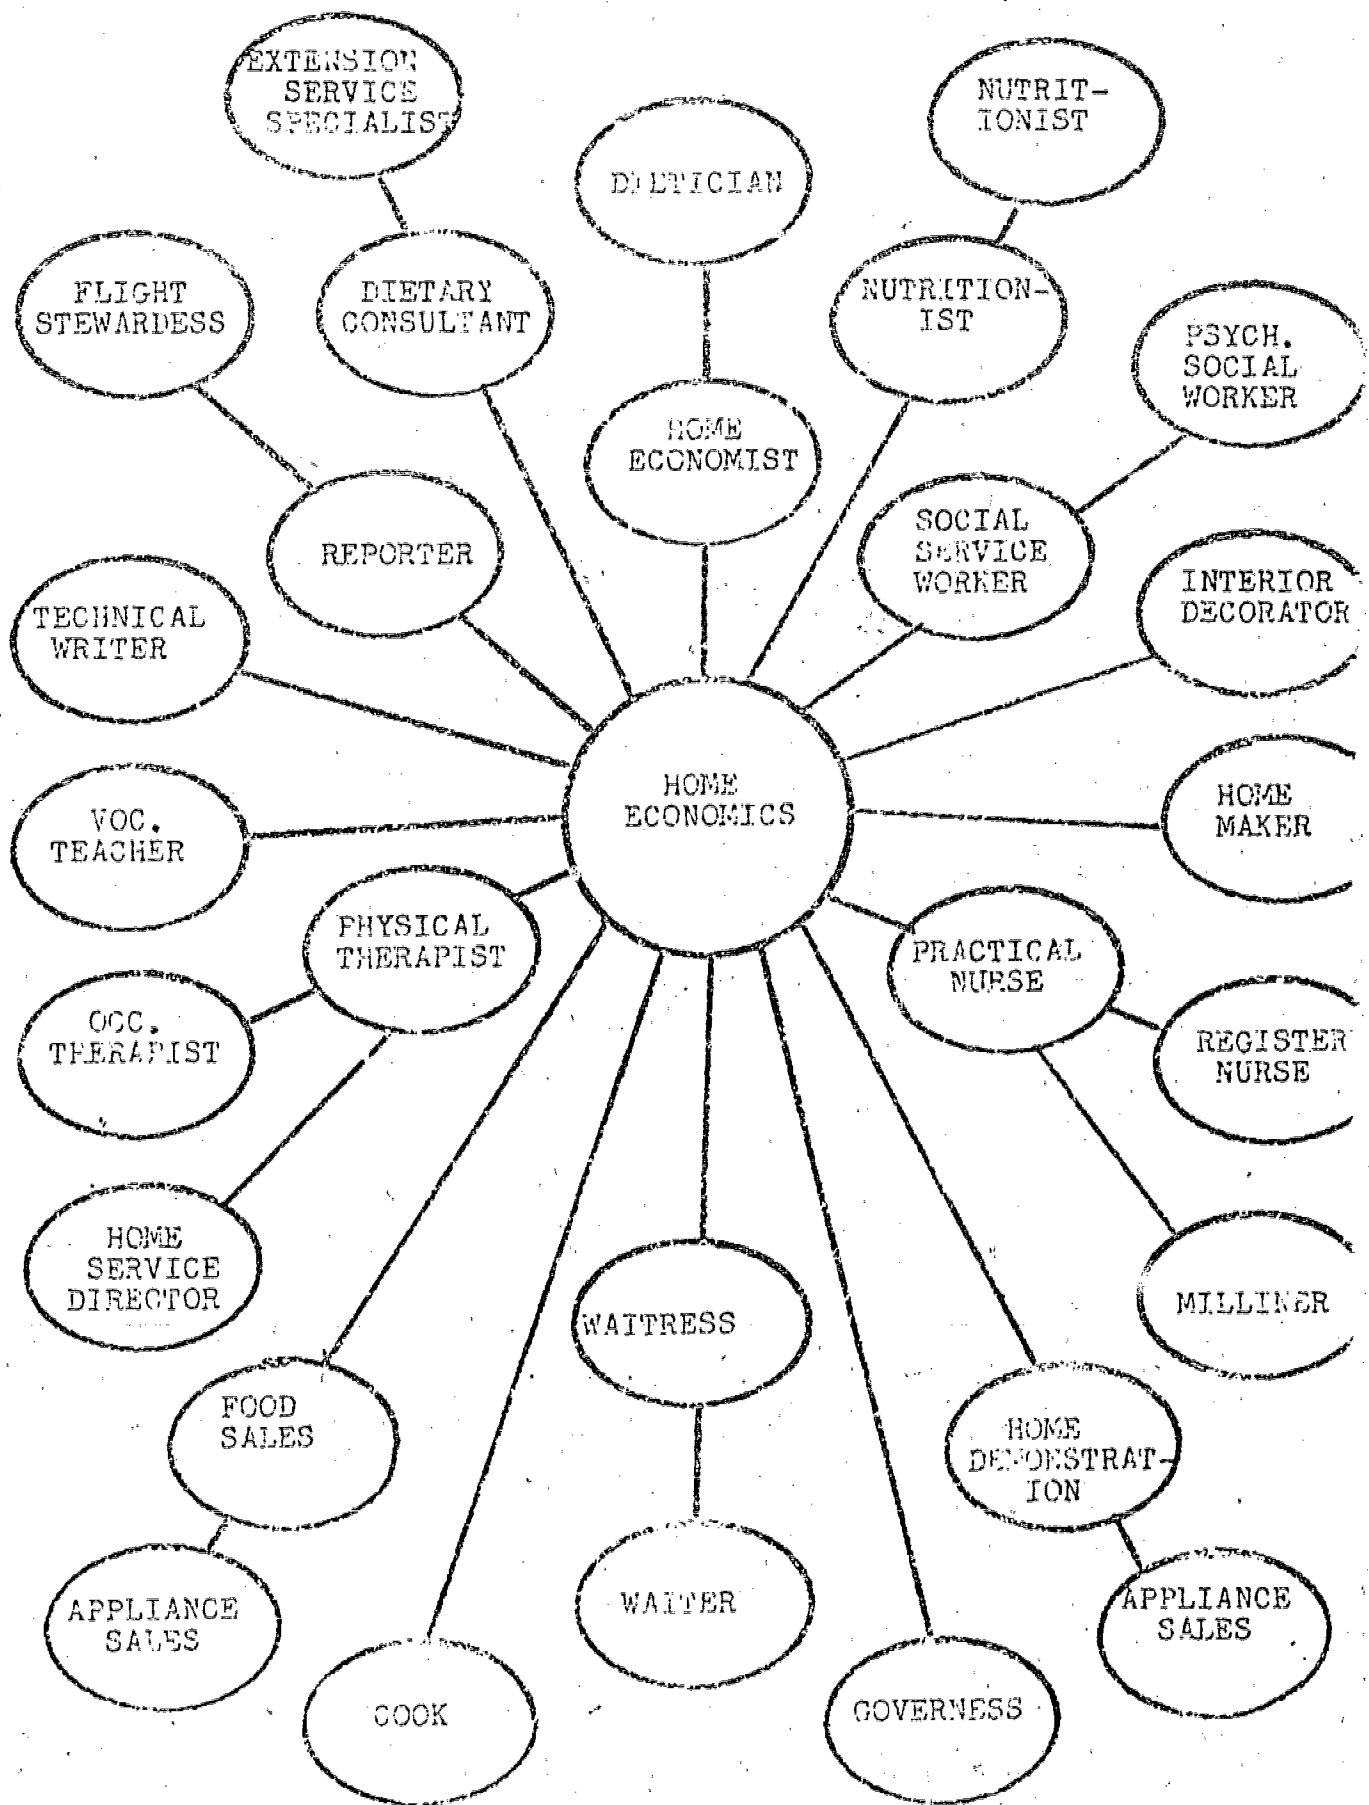 EXTENSION
SERVICE
SPECIALIST
NUTRIT-
IONIST
DIETICIAN
FLIGHT
STEWARDESS
DIETARY
CONSULTANT
NUTRITION-
IST
PSYCH.
SOCIAL
WORKER
HOME
ECONOMIST
REPORTER
SOCIAL
SERVICE
WORKER
INTERIOR
DECORATOR
TECHNICAL
WRITER
HOME
ECONOMICS
HOME
MAKER
VOC.
TEACHER
PHYSICAL
THERAPIST
PRACTICAL
NURSE
OCC.
THERAPIST
REGISTER
NURSE
HOME
SERVICE
DIRECTOR
WAITRESS
MILLINER
FOOD
SALES
HOME
DEMONSTRAT-
ION
APPLIANCE
SALES
WAITER
APPLIANCE
SALES
COOK
GOVERNESS